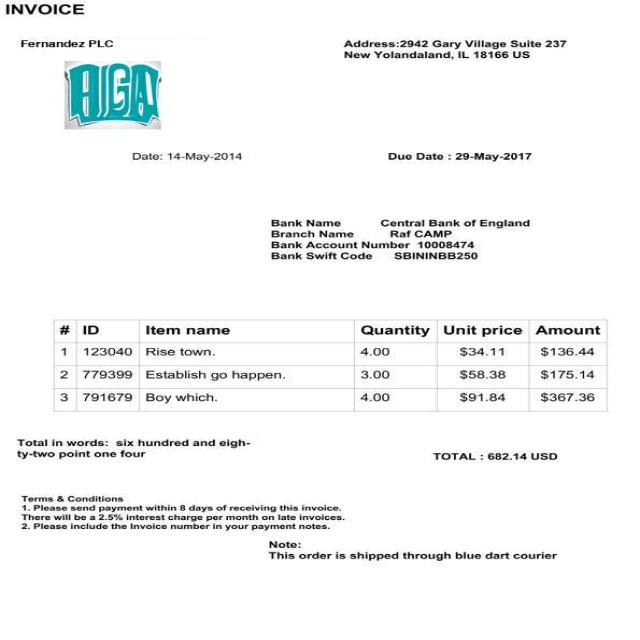 INVOICE
Fernandez PLC
Address:2942 Gary Village Suite 237
New Yolandaland, IL 18166 US
Date: 14-May-2014
Due Date : 29-May-2017
Bank Name Central Bank of England
Branch Name Raf CAMP
Bank Account Number 10008474
Bank Swift Code SBININBB250
# ID Item name Quantity Unit price Amount
1 123040 Rise town. 4.00 $34.11 $136.44
2 779399 Establish go happen. 3.00 $58.38 $175.14
3 791679 Boy which. 4.00 $91.84 $367.36
Total in words: six hundred and eigh-
ty-two point one four
TOTAL : 682.14 USD
Terms & Conditions
1. Please send payment within 8 days of receiving this invoice.
There will be a 2.5% interest charge per month on late invoices.
2. Please include the Invoice number in your payment notes.
Note:
This order is shipped through blue dart courier